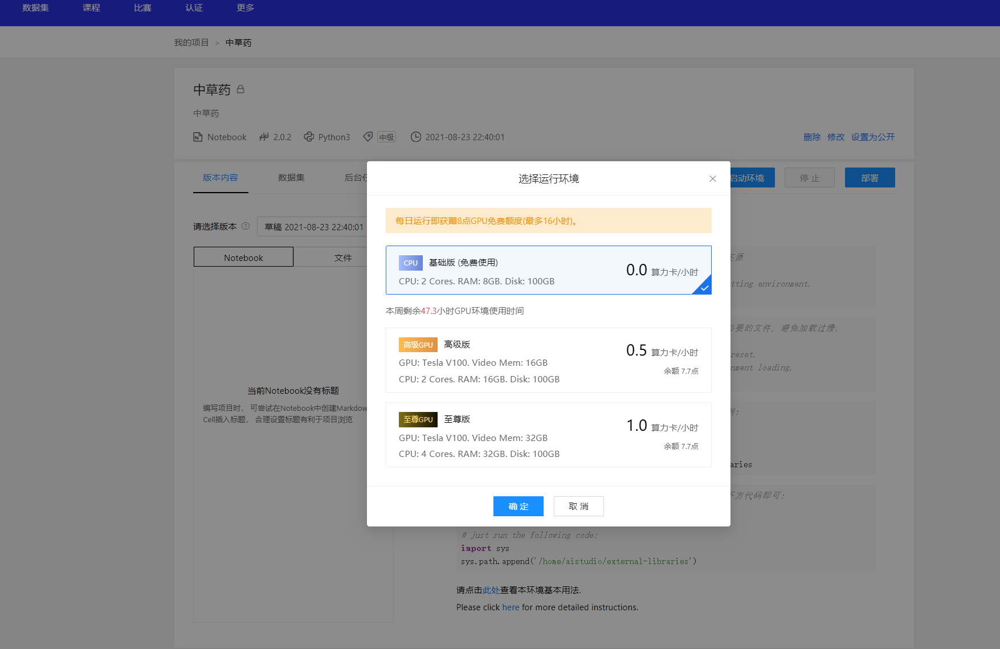 数据集 课程 比赛 认证 更多
我的项目 > 中草药
中草药
中草药
Notebook 2.0.2 Python3 中级 2021-08-23 22:40:01 删除 修改 设置为公开
版本内容 数据集 后台任 启动环境 停 止 部署
选择运行环境
每日运行即获赠8点GPU免费额度(最多16小时)。
请选择版本 草稿 2021-08-23 22:40:01
Notebook 文件
CPU 基础版 (免费使用)
0.0 算力卡/小时
CPU: 2 Cores. RAM: 8GB. Disk: 100GB
本周剩余47.3小时GPU环境使用时间
高级GPU 高级版
0.5 算力卡/小时
GPU: Tesla V100. Video Mem: 16GB
余额 7.7点
CPU: 2 Cores. RAM: 16GB. Disk: 100GB
至尊GPU 至尊版
1.0 算力卡/小时
GPU: Tesla V100. Video Mem: 32GB
余额 7.7点
CPU: 4 Cores. RAM: 32GB. Disk: 100GB
确 定 取 消
当前Notebook没有标题
编写项目时， 可尝试在Notebook中创建Markdow
Cell插入标题， 合理设置标题有利于项目浏览
还原
tting environment.
必要的文件, 避免加载过慢.
reset.
nment loading.
aries
下方代码即可:
# just run the following code:
import sys
sys.path.append('/home/aistudio/external-libraries')
请点击此处查看本环境基本用法.
Please click here for more detailed instructions.